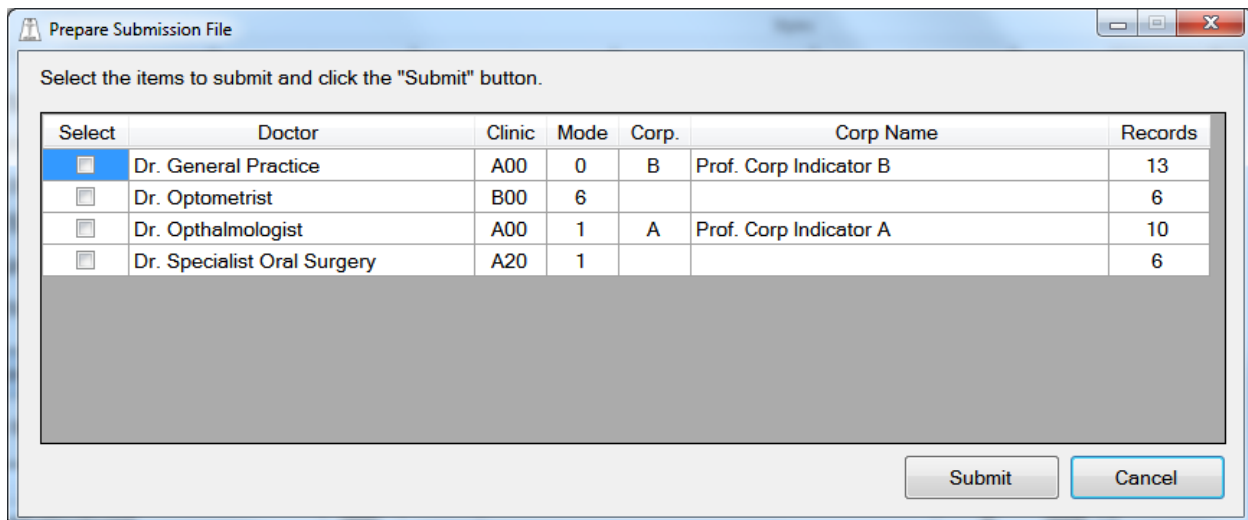 Prepare Submission File
Select the items to submit and click the "Submit" button.
Select Doctor Clinic Mode Corp. Corp Name Records
Dr. General Practice A00 0 B Prof. Corp Indicator B 13
Dr. Optometrist B00 6 6
Dr. Opthalmologist A00 1 A Prof. Corp Indicator A 10
Dr. Specialist Oral Surgery A20 1 6
Submit Cancel